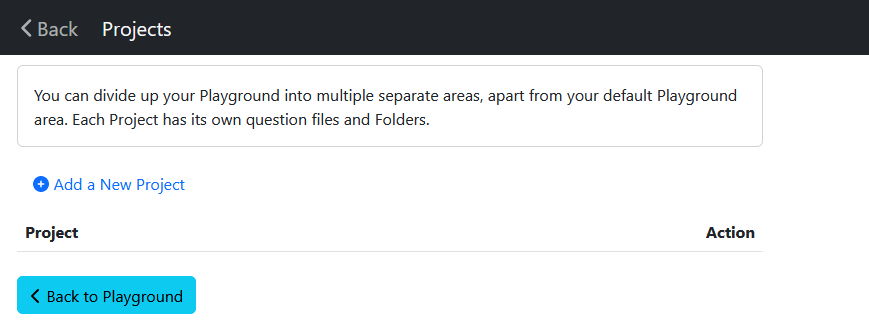 Back Projects
You can divide up your Playground into multiple separate areas, apart from your default Playground
area. Each Project has its own question files and Folders.
Add a New Project
Project Action
Back to Playground